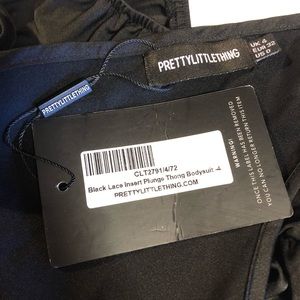 PRETTYLITTLETHING
UK 4
EUR 32
US 0
PRETTYLITTLETHING
CLT2791/4/72
Black Lace Insert Plunge Thong Bodysuit -4
PRETTYLITTLETHING.COM
WARNING!
YOU CAN NO LONGER RETURN THIS ITEM
ONCE THIS LABEL HAS BEEN REMOVED